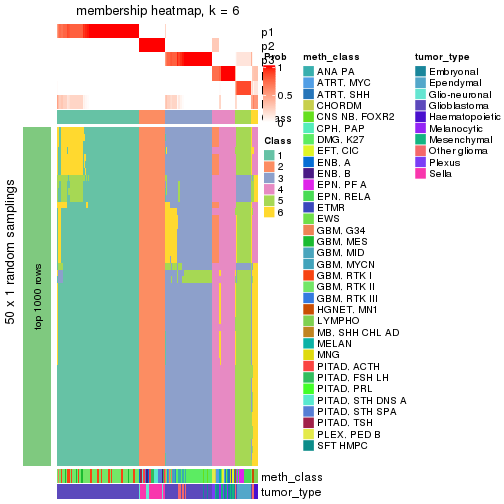 membership heatmap, k = 6
p1
p2
p3
Prob
1
0.5
0
Class
1
2
3
4
5
6
50 x 1 random samplings
top 1000 rows
meth_class
tumor_type
meth_class
ANA PA
ATRT. MYC
ATRT. SHH
CHORDM
CNS NB. FOXR2
CPH. PAP
DMG. K27
EFT. CIC
ENB. A
ENB. B
EPN. PF A
EPN. RELA
ETMR
EWS
GBM. G34
GBM. MES
GBM. MID
GBM. MYCN
GBM. RTK I
GBM. RTK II
GBM. RTK III
HGNET. MN1
LYMPHO
MB. SHH CHL AD
MELAN
MNG
PITAD. ACTH
PITAD. FSH LH
PITAD. PRL
PITAD. STH DNS A
PITAD. STH SPA
PITAD. TSH
PLEX. PED B
SFT HMPC
tumor_type
Embryonal
Ependymal
Glio-neuronal
Glioblastoma
Haematopoietic
Melanocytic
Mesenchymal
Other glioma
Plexus
Sella